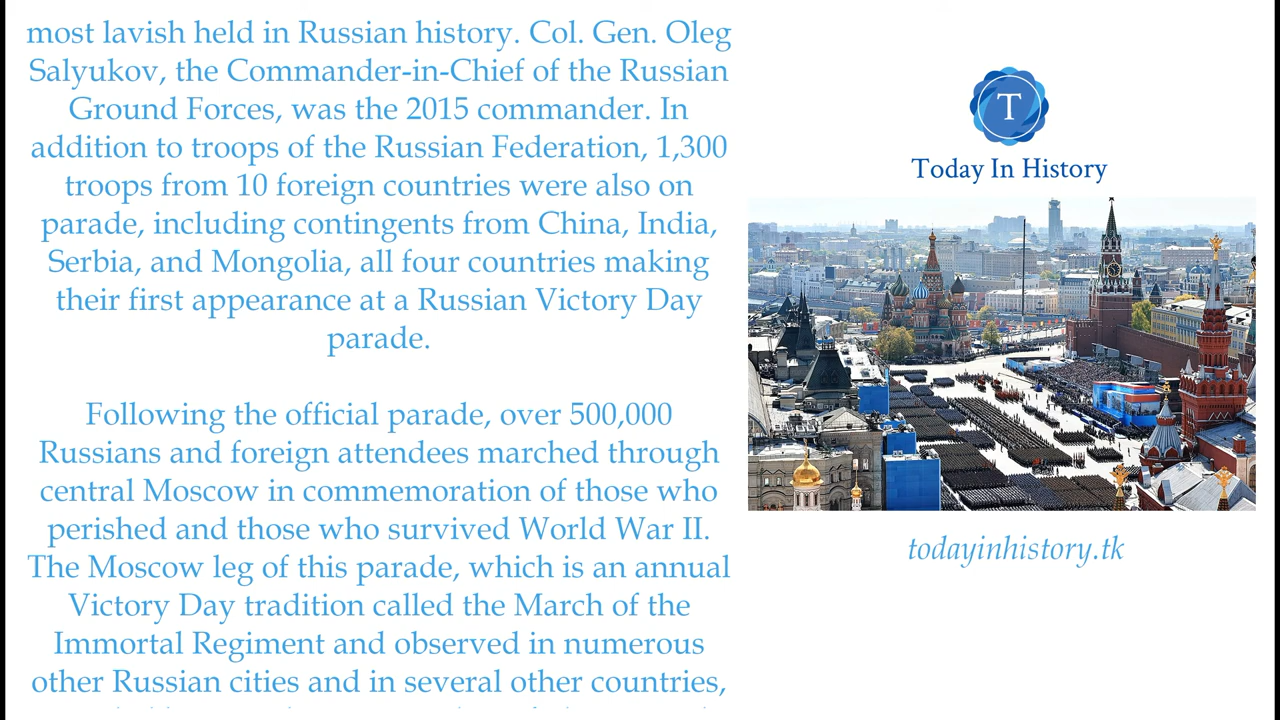 most lavish held in Russian history. Col. Gen. Oleg
Salyukov, the Commander-in-Chief of the Russian
Ground Forces, was the 2015 commander. In
addition to troops of the Russian Federation, 1,300
troops from 10 foreign countries were also on
parade, including contingents from China, India,
Serbia, and Mongolia, all four countries making
their first appearance at a Russian Victory Day
parade.
Following the official parade, over 500,000
Russians and foreign attendees marched through
central Moscow in commemoration of those who
perished and those who survived World War II.
The Moscow leg of this parade, which is an annual
Victory Day tradition called the March of the
Immortal Regiment and observed in numerous
other Russian cities and in several other countries,
T
Today In History
todayinhistory.tk